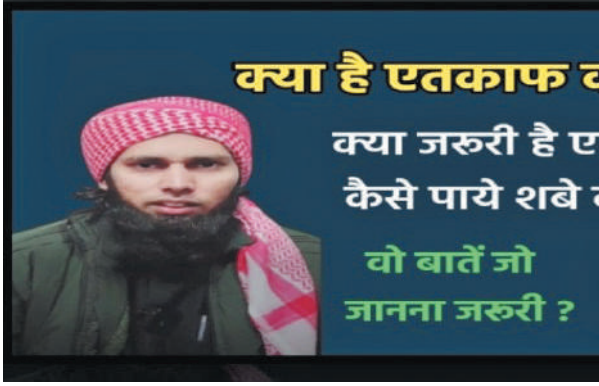 क्या है एतकाफ
क्या जरूरी है
कैसे पाये शबे
वो बातें जो
जानना जरूरी ?